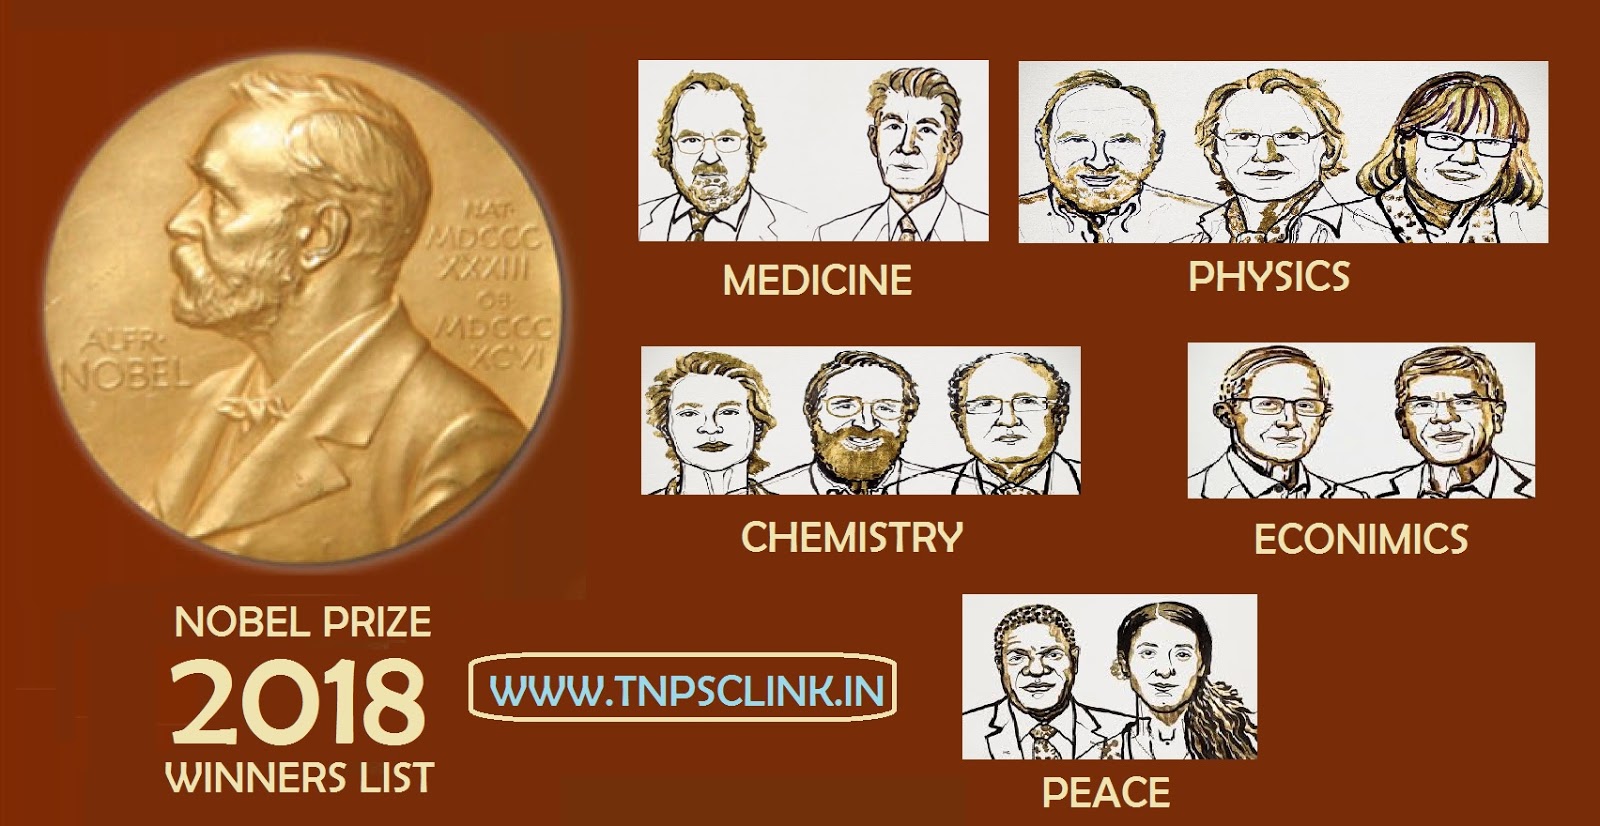 ALFR·
NOBEL
NAT·
MDCCC
XXXIII
OB·
MDCCC
XCVI
NOBEL PRIZE
2018
WINNERS LIST
WWW.TNPSCLINK.IN
MEDICINE
PHYSICS
CHEMISTRY
ECONIMICS
PEACE